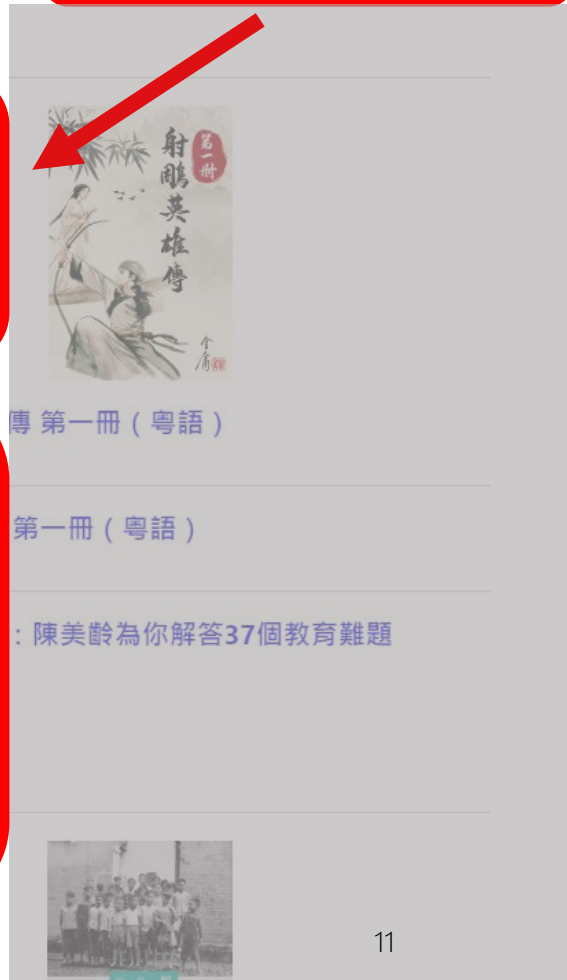 第一冊
射鵰英雄傳
金庸
傳 第一冊（粵語）
第一冊（粵語）
：陳美齡為你解答37個教育難題
11